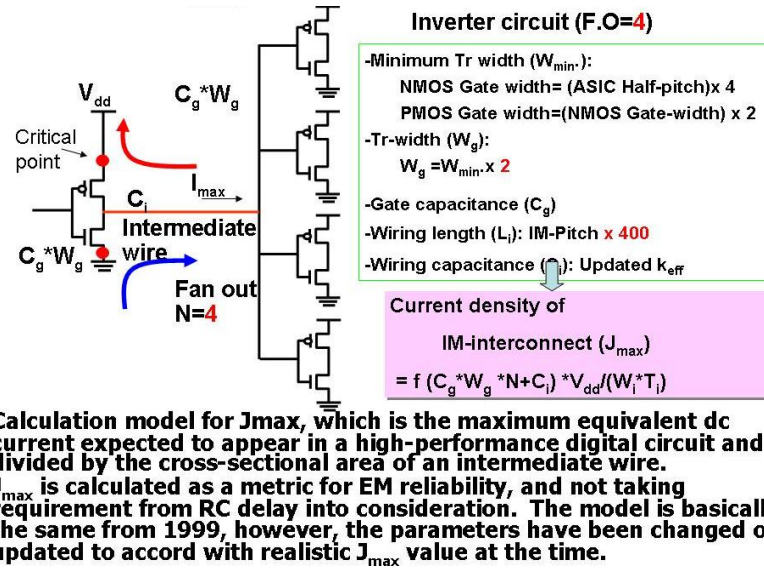 Inverter circuit (F.O=4)
-Minimum Tr width (Wmin.):
NMOS Gate width= (ASIC Half-pitch)x 4
PMOS Gate width=(NMOS Gate-width) x 2
-Tr-width (Wg):
Wg =Wmin.x 2
-Gate capacitance (Cg)
-Wiring length (Li): IM-Pitch x 400
-Wiring capacitance ( i): Updated keff
Vdd
Cg*Wg
Critical
point
Imax
Ci
Intermediate
wire
Cg*Wg
Fan out
N=4
Current density of
IM-interconnect (Jmax)
= f (Cg*Wg *N+Ci) *Vdd/(Wi*Ti)
Calculation model for Jmax, which is the maximum equivalent dc
current expected to appear in a high-performance digital circuit and
divided by the cross-sectional area of an intermediate wire.
Jmax is calculated as a metric for EM reliability, and not taking
requirement from RC delay into consideration. The model is basicall
the same from 1999, however, the parameters have been changed o
updated to accord with realistic Jmax value at the time.